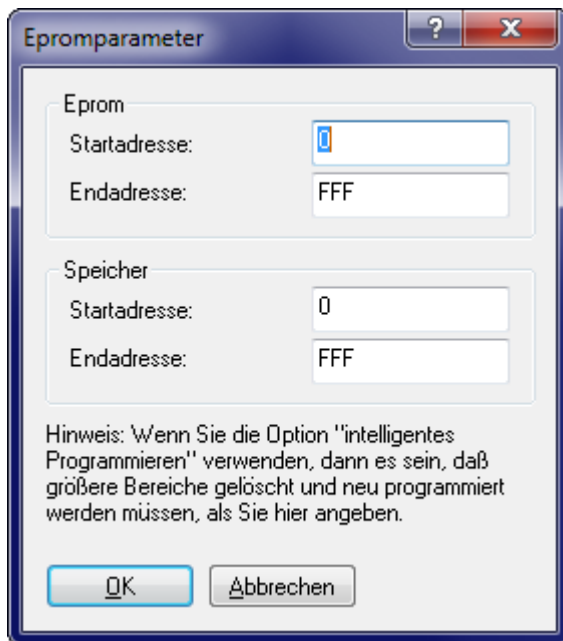 Epromparameter
?
Eprom
Startadresse: 0
Endadresse: FFF
Speicher
Startadresse: 0
Endadresse: FFF
Hinweis: Wenn Sie die Option "intelligentes
Programmieren" verwenden, dann es sein, daß
größere Bereiche gelöscht und neu programmiert
werden müssen, als Sie hier angeben.
OK Abbrechen